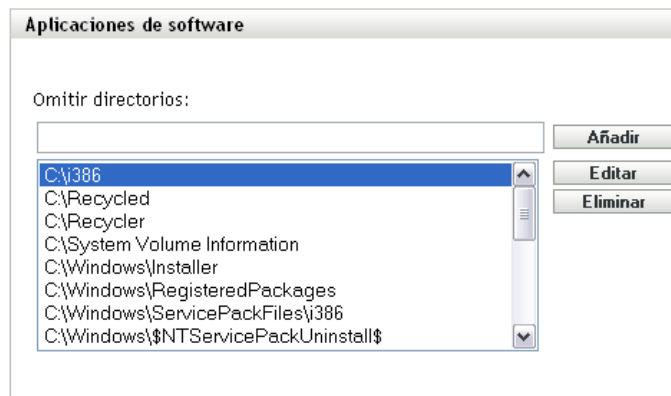 Aplicaciones de software
Omitir directorios:
Añadir
C:\i386
Editar
C:\Recycled
Eliminar
C:\Recycler
C:\System Volume Information
C:\Windows\Installer
C:\Windows\RegisteredPackages
C:\Windows\ServicePackFiles\i386
C:\Windows\$NTServicePackUninstall$